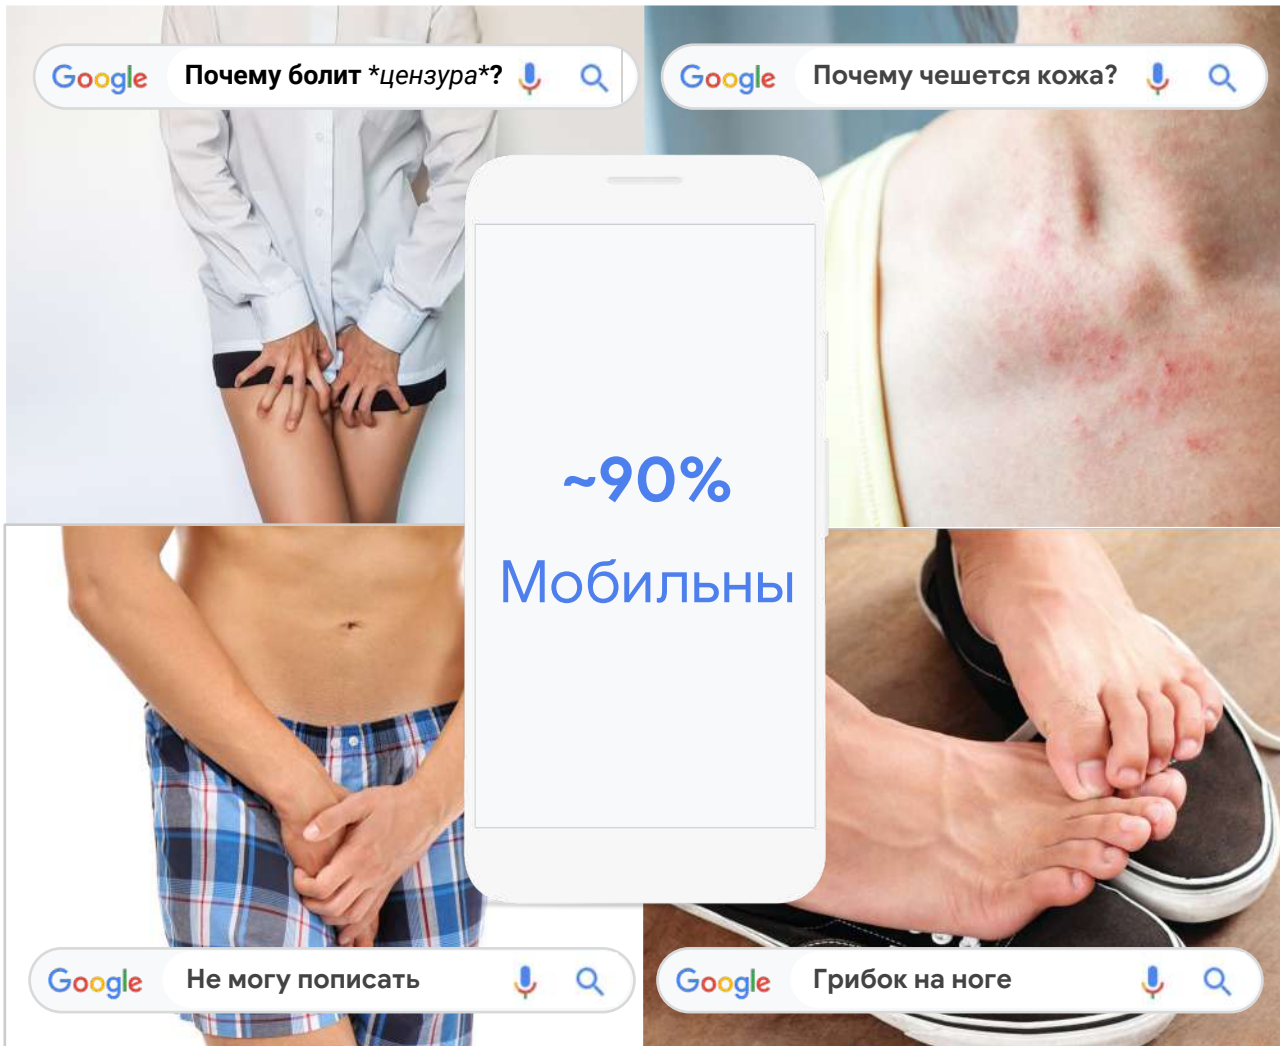 Google Почему болит *цензура*?
Google Почему чешется кожа?
~90%
Мобильны
Google Не могу пописать
Google Грибок на ноге